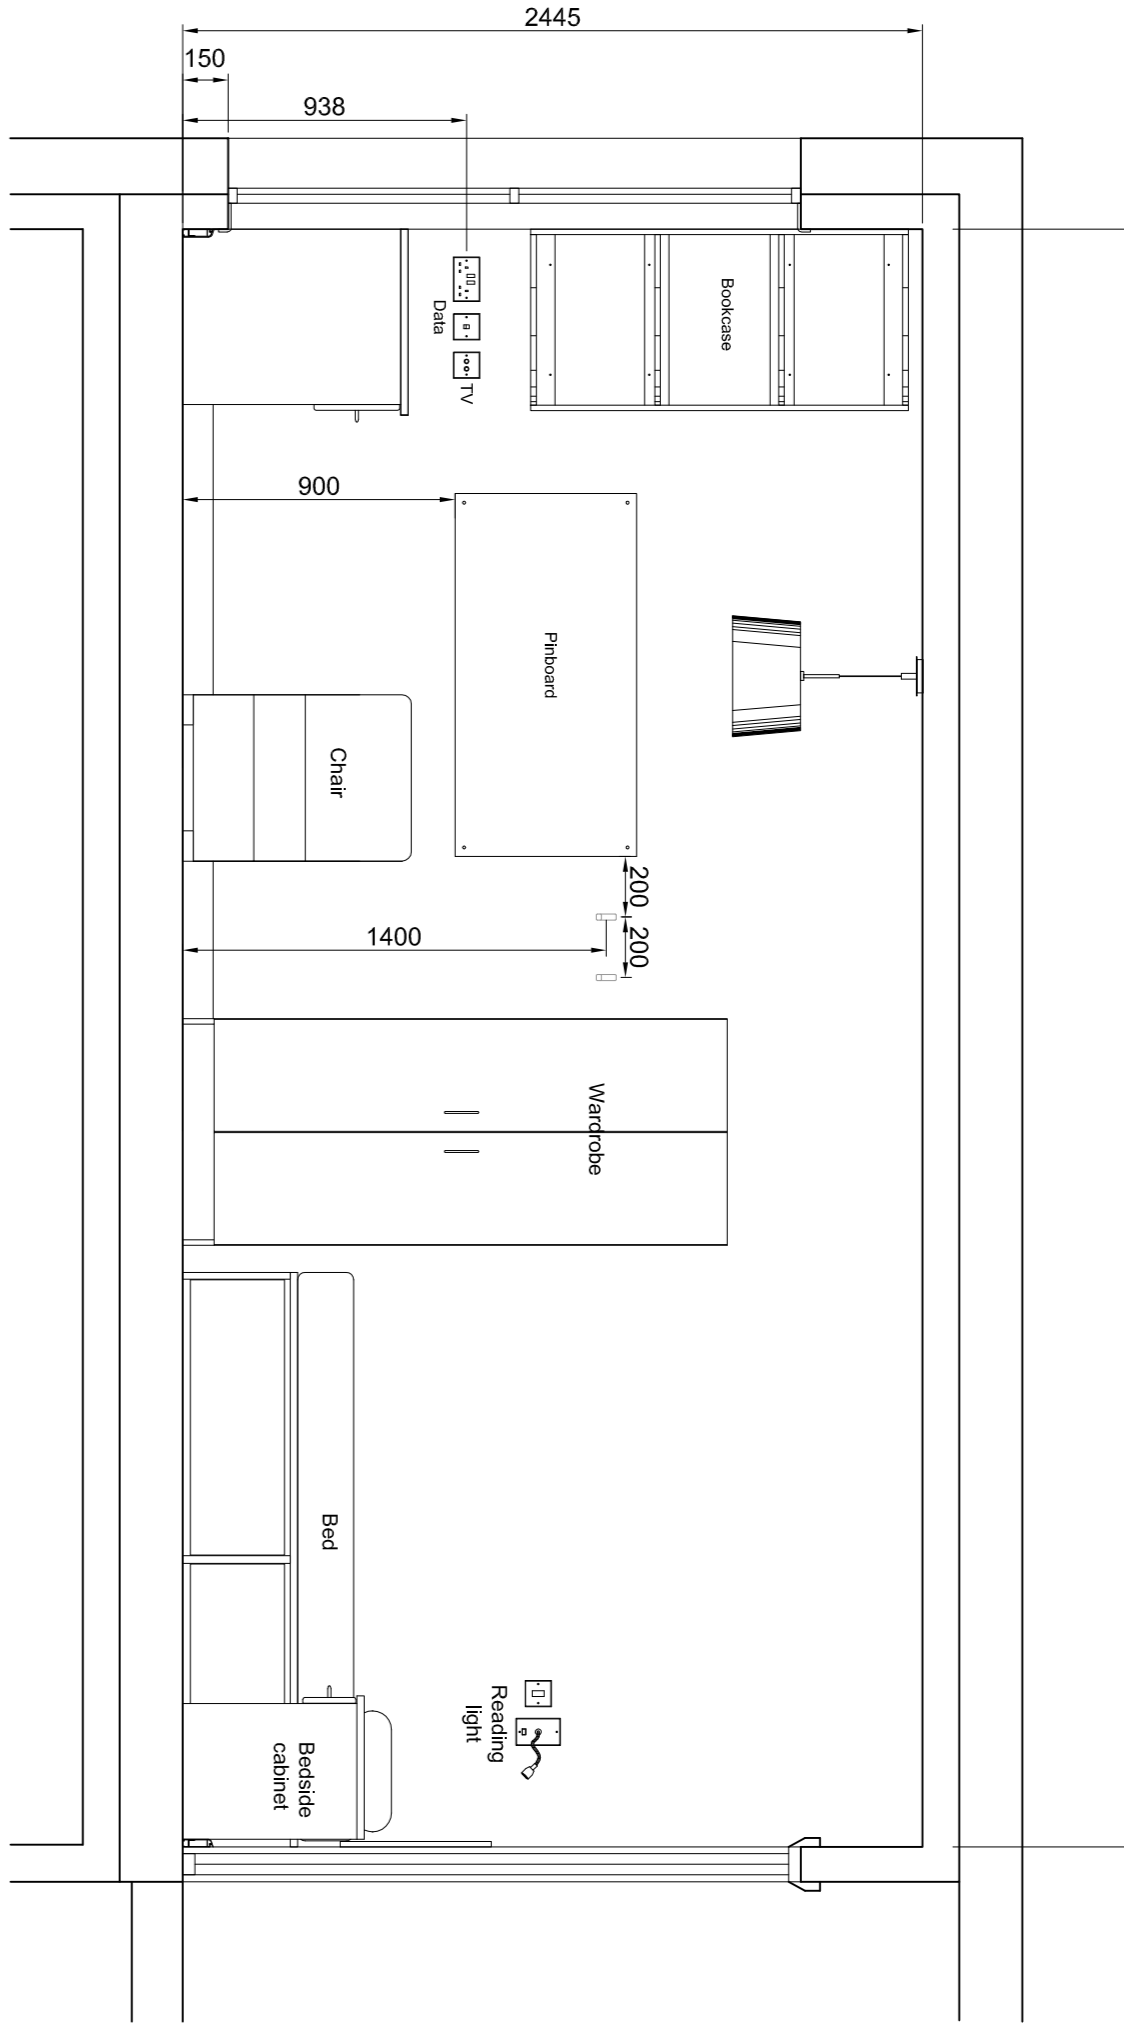 2445
150
938
Bookcase
Data
TV
900
Pinboard
Chair
200
200
1400
Wardrobe
Bed
Reading
light
Bedside
cabinet